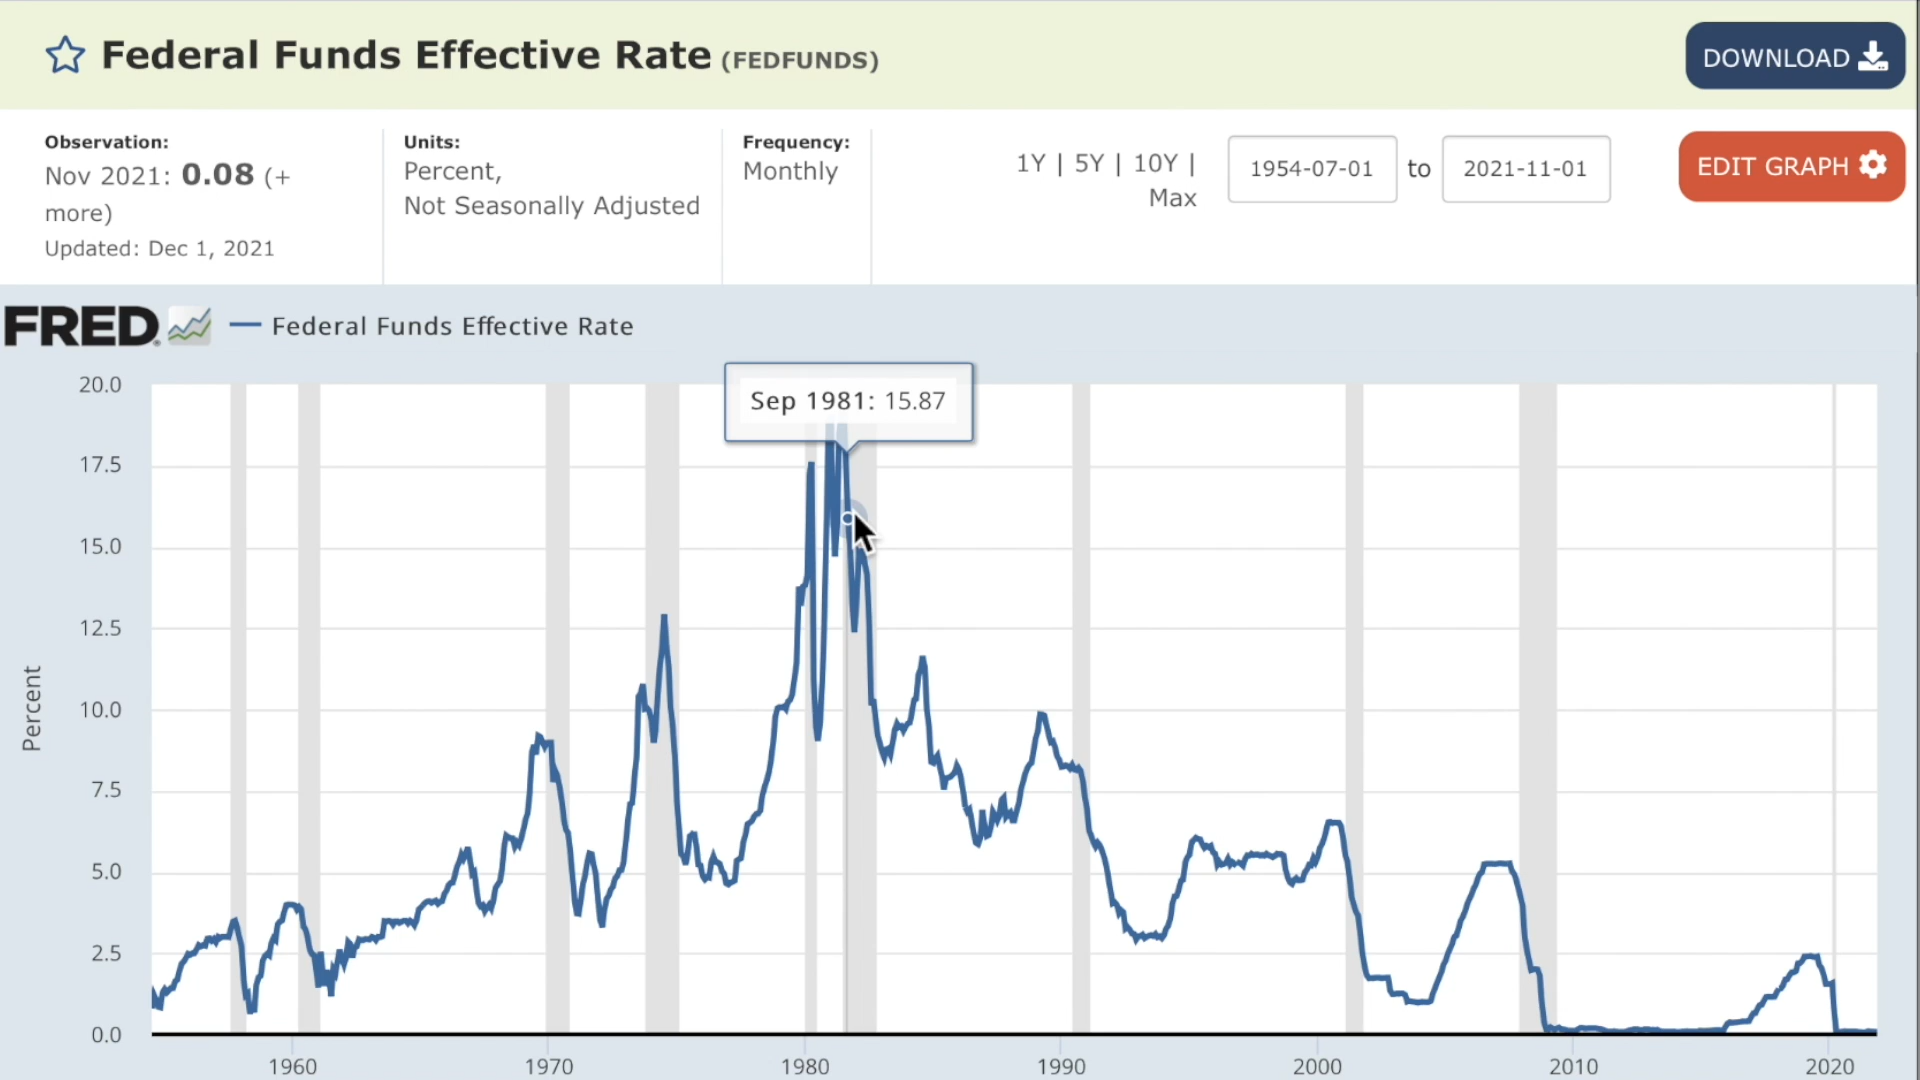 Federal Funds Effective Rate (FEDFUNDS)
DOWNLOAD
Observation:
Nov 2021: 0.08 (+
more)
Updated: Dec 1, 2021
Units:
Percent,
Not Seasonally Adjusted
Frequency:
Monthly
1Y | 5Y | 10Y |
Max
1954-07-01 to 2021-11-01
EDIT GRAPH
FRED®
Federal Funds Effective Rate
Sep 1981: 15.87
Percent
20.0
17.5
15.0
12.5
10.0
7.5
5.0
2.5
0.0
1960 1970 1980 1990 2000 2010 2020